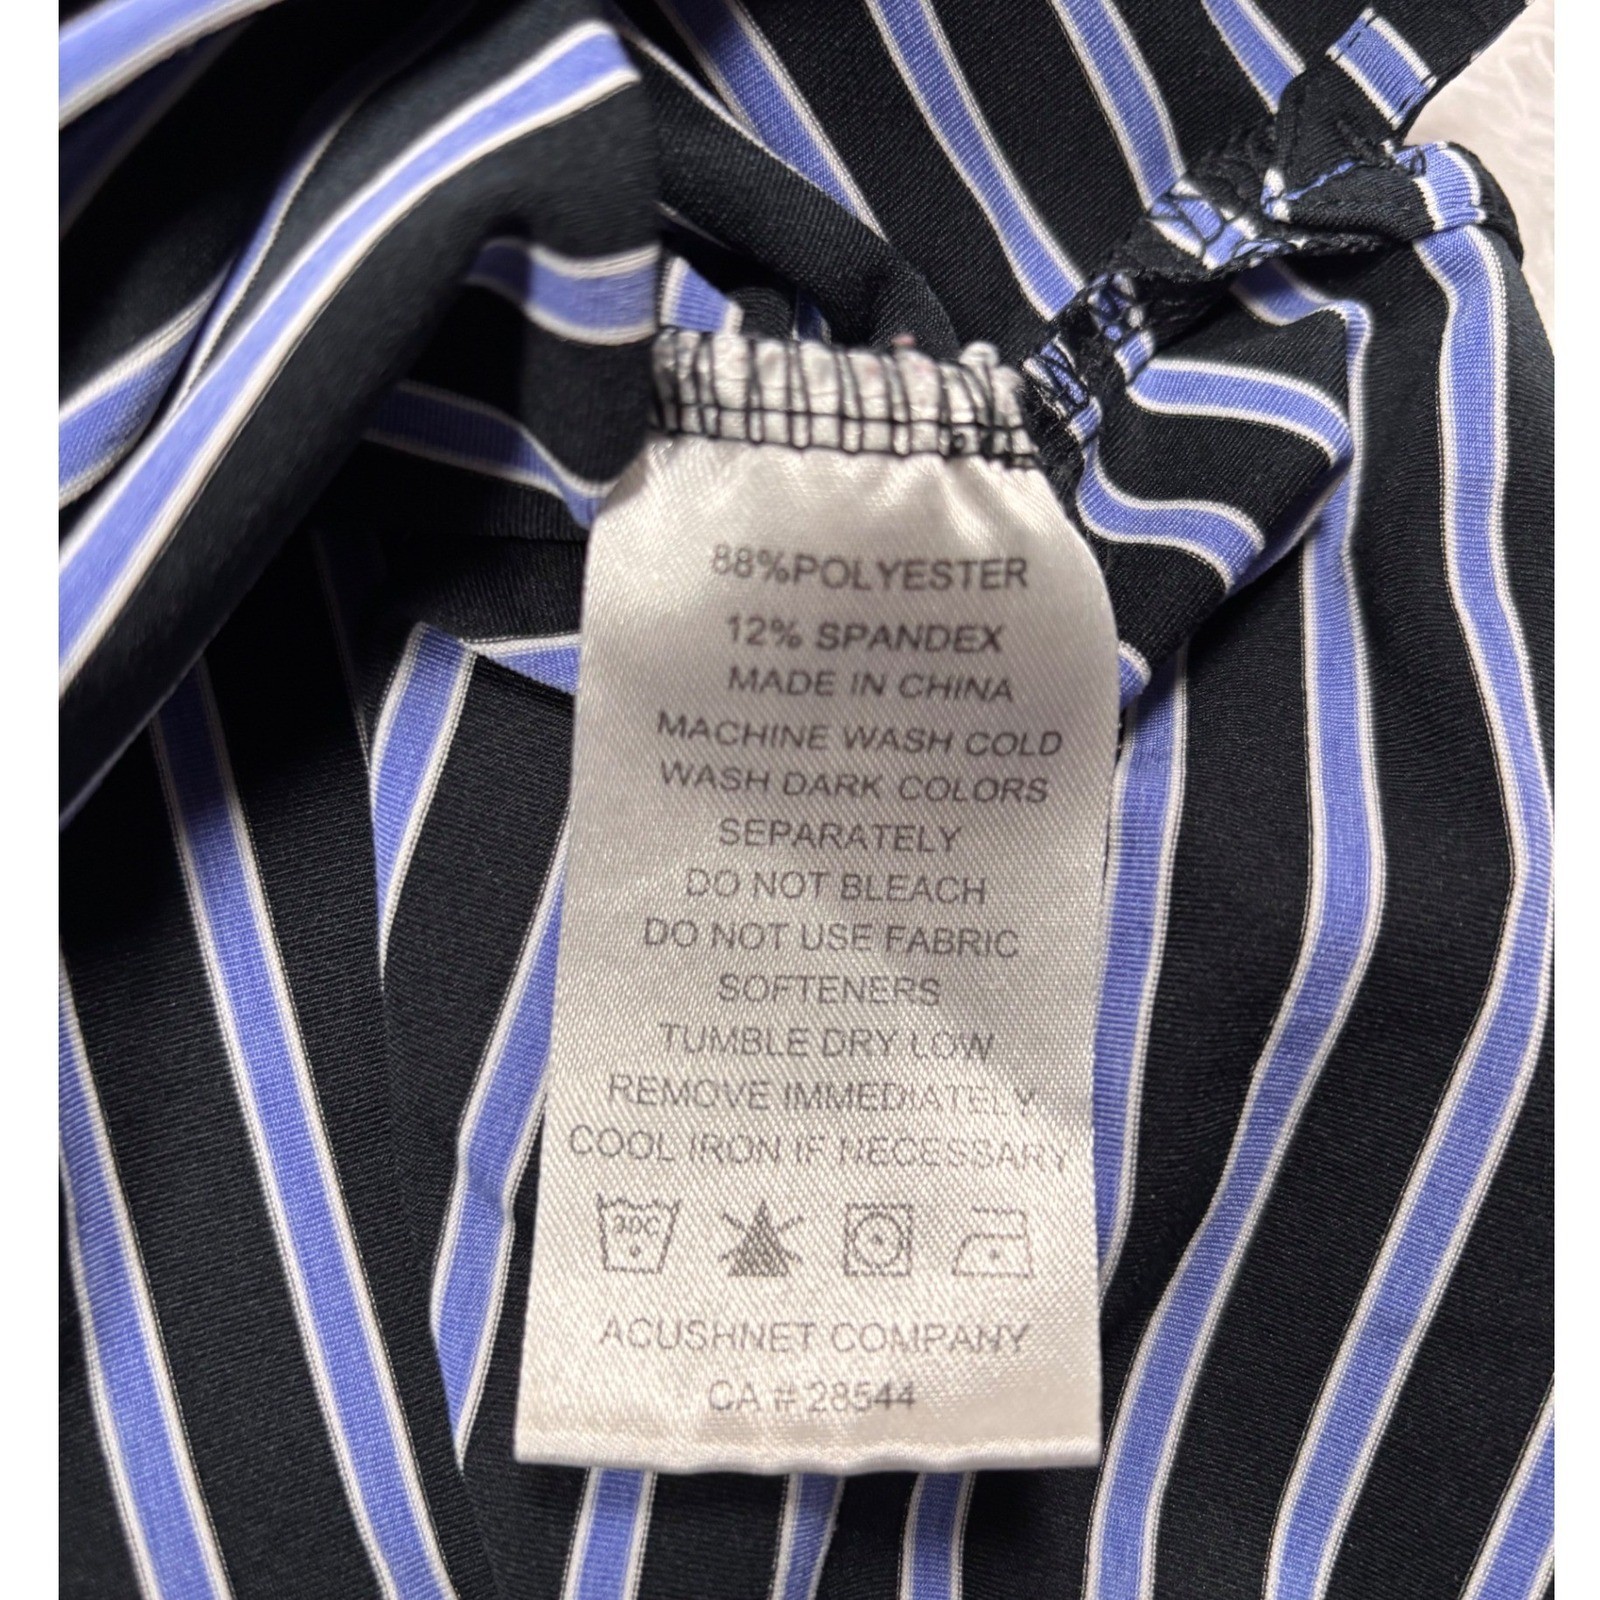 88%POLYESTER
12% SPANDEX
MADE IN CHINA
MACHINE WASH COLD
WASH DARK COLORS
SEPARATELY
DO NOT BLEACH
DO NOT USE FABRIC
SOFTENERS
TUMBLE DRY LOW
REMOVE IMMEDIATELY
COOL IRON IF NECESSARY
30C
ACUSHNET COMPANY
CA # 28544